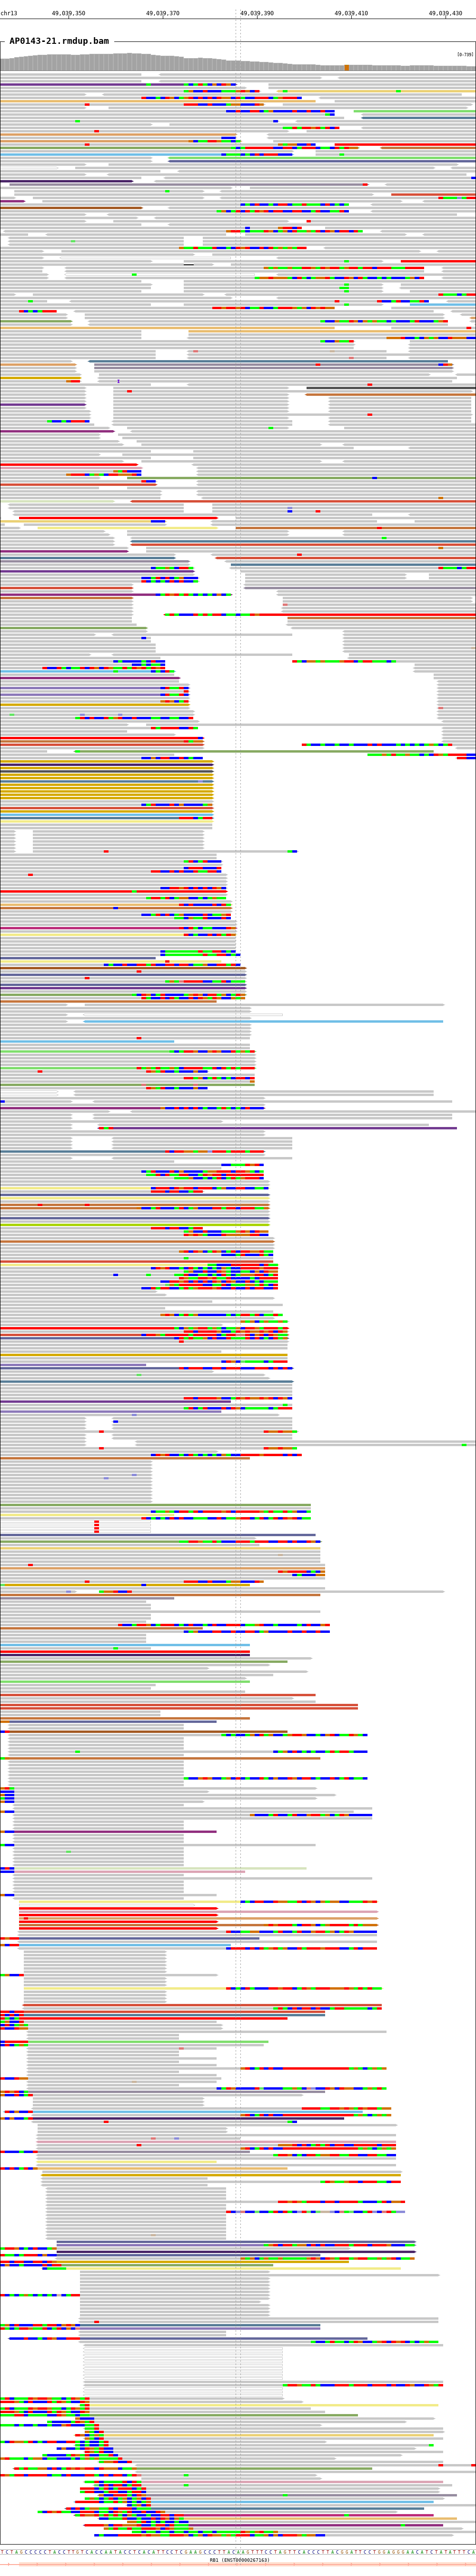 chr13 49,039,350 49,039,370 49,039,390 49,039,410 49,039,430
AP0143-21.rmdup.bam
[0-739]
TCTAGCCCCCTACCTTGTCACCAATACCTCACATTCCTCGAAGCCCTTACAAGTTTCCTAGTTCACCCTTACGGATTCCTGGAGGGAACATCTATATTTCA
RB1 (ENST00000267163)